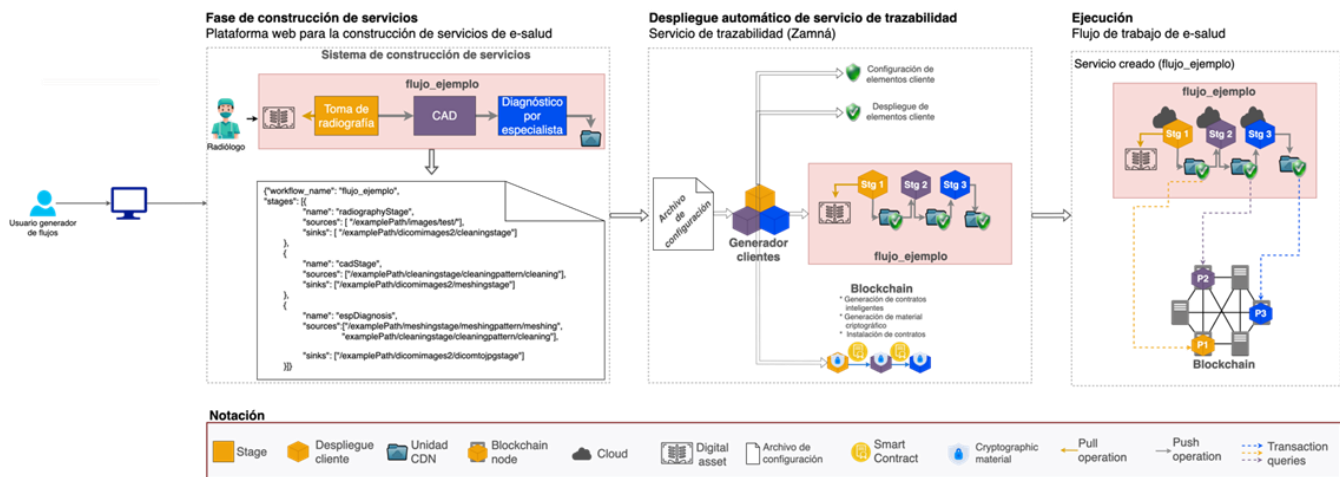 Fase de construcción de servicios
Plataforma web para la construcción de servicios de e-salud
Sistema de construcción de servicios
flujo_ejemplo
Toma de
radiografía
CAD
Diagnóstico
por
especialista
Radiólogo
Usuario generador
de flujos
{"workflow_name": "flujo_ejemplo",
"stages": [{
"name": "radiographyStage",
"sources": [ "/examplePath/images/test/"],
"sinks": [ "/examplePath/dicomimages2/cleaningstage"]
},
{
"name": "cadStage",
"sources": ["/examplePath/cleaningstage/cleaningpattern/cleaning"],
"sinks": ["/examplePath/dicomimages2/meshingstage"]
},
{
"name": "espDiagnosis",
"sources":["/examplePath/meshingstage/meshingpattern/meshing",
"examplePath/cleaningstage/cleaningpattern/cleaning"],
"sinks": ["/examplePath/dicomimages2/dicomtojpgstage"]
}]}
Despliegue automático de servicio de trazabilidad
Servicio de trazabilidad (Zamná)
Configuración de
elementos cliente
Despliegue de
elementos cliente
Archivo
de
configuración
Generador
clientes
Stg 1
Stg 2
Stg 3
flujo_ejemplo
Blockchain
* Generación de contratos
inteligentes
* Generación de material
criptográfico
* Instalación de contratos
Ejecución
Flujo de trabajo de e-salud
Servicio creado (flujo_ejemplo)
flujo_ejemplo
Stg 1
Stg 2
Stg 3
P2
P3
P1
Blockchain
Notación
Stage
Despliegue
cliente
Unidad
CDN
Blockchain
node
Cloud
Digital
asset
Archivo de
configuración
Smart
Contract
Cryptographic
material
Pull
operation
Push
operation
Transaction
queries